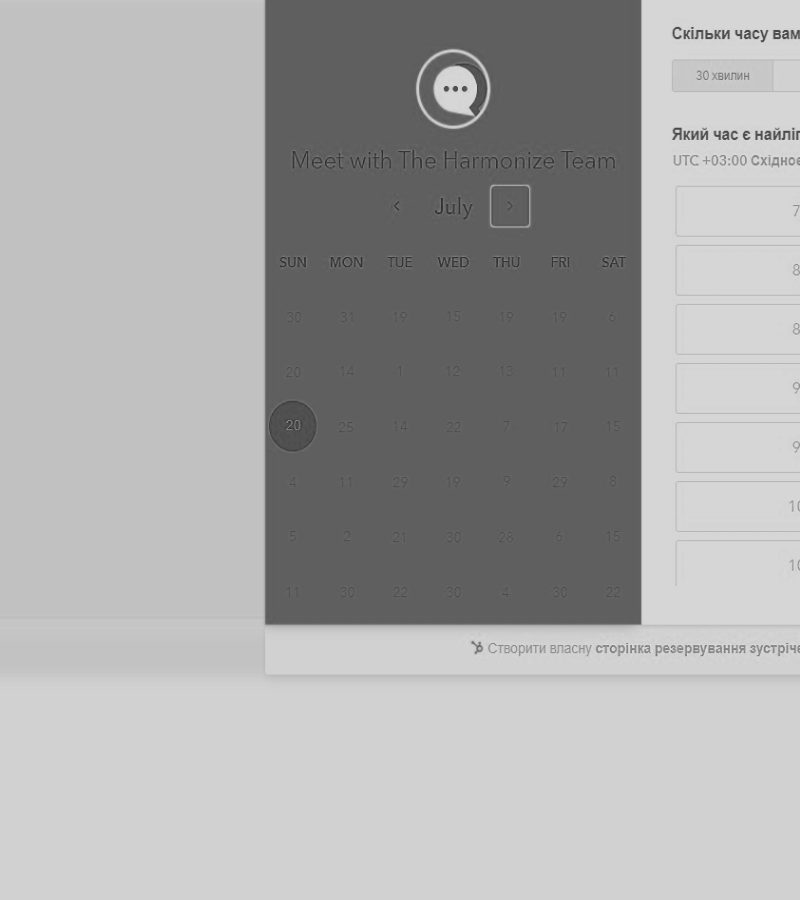 Meet with The Harmonize Team
July
SUN MON TUE WED THU FRI SAT
30 31 19 15 19 19 6
20 14 1 12 13 11 11
20 25 14 22 7 17 15
4 11 29 19 9 29 8
5 2 21 30 28 6 15
11 30 22 30 4 30 22
Скільки часу вам
30 хвилин
Який час є найліп
UTC +03:00 Східноє
7
8
8
9
9
10
10
Створити власну сторінка резервування зустріче